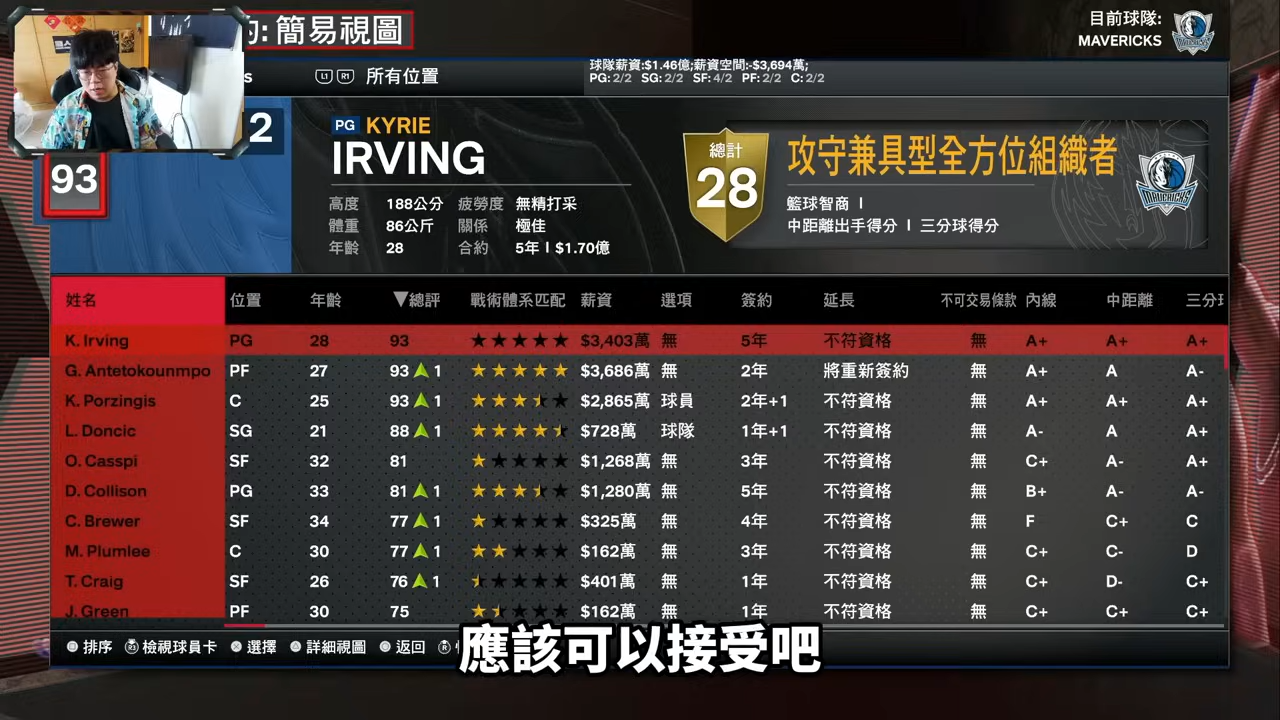 約: 簡易視圖
目前球隊:
MAVERICKS
L1 R1 所有位置
球隊薪資:$1.46億;薪資空間:-$3,694萬;
PG: 2/2 SG: 2/2 SF: 4/2 PF: 2/2 C: 2/2
2
93
PG KYRIE
IRVING
高度 188公分 疲勞度 無精打采
體重 86公斤 關係 極佳
年齡 28 合約 5年 I $1.70億
總計
28
攻守兼具型全方位組織者
籃球智商 I
中距離出手得分 I 三分球得分
MAVERICKS
姓名 位置 年齡 ▼總評 戰術體系匹配 薪資 選項 簽約 延長 不可交易條款 內線 中距離 三分球
K. Irving PG 28 93 ★★★★★ $3,403萬 無 5年 不符資格 無 A+ A+ A+
G. Antetokounmpo PF 27 93 ▲ 1 ★★★★★ $3,686萬 無 2年 將重新簽約 無 A+ A A-
K. Porzingis C 25 93 ▲ 1 ★★★★★ $2,865萬 球員 2年+1 不符資格 無 A+ A+ A+
L. Doncic SG 21 88 ▲ 1 ★★★★★ $728萬 球隊 1年+1 不符資格 無 A- A A+
O. Casspi SF 32 81 ★★★★★ $1,268萬 無 3年 不符資格 無 C+ A- A+
D. Collison PG 33 81 ▲ 1 ★★★★★ $1,280萬 無 5年 不符資格 無 B+ A- A-
C. Brewer SF 34 77 ▲ 1 ★★★★★ $325萬 無 4年 不符資格 無 F C+ C
M. Plumlee C 30 77 ▲ 1 ★★★★★ $162萬 無 3年 不符資格 無 C+ C- D
T. Craig SF 26 76 ▲ 1 ★★★★★ $401萬 無 1年 不符資格 無 C+ D- C+
J. Green PF 30 75 ★★★★★ $162萬 無 1年 不符資格 無 C+ C+ C+
排序 檢視球員卡 選擇 詳細視圖 返回
應該可以接受吧